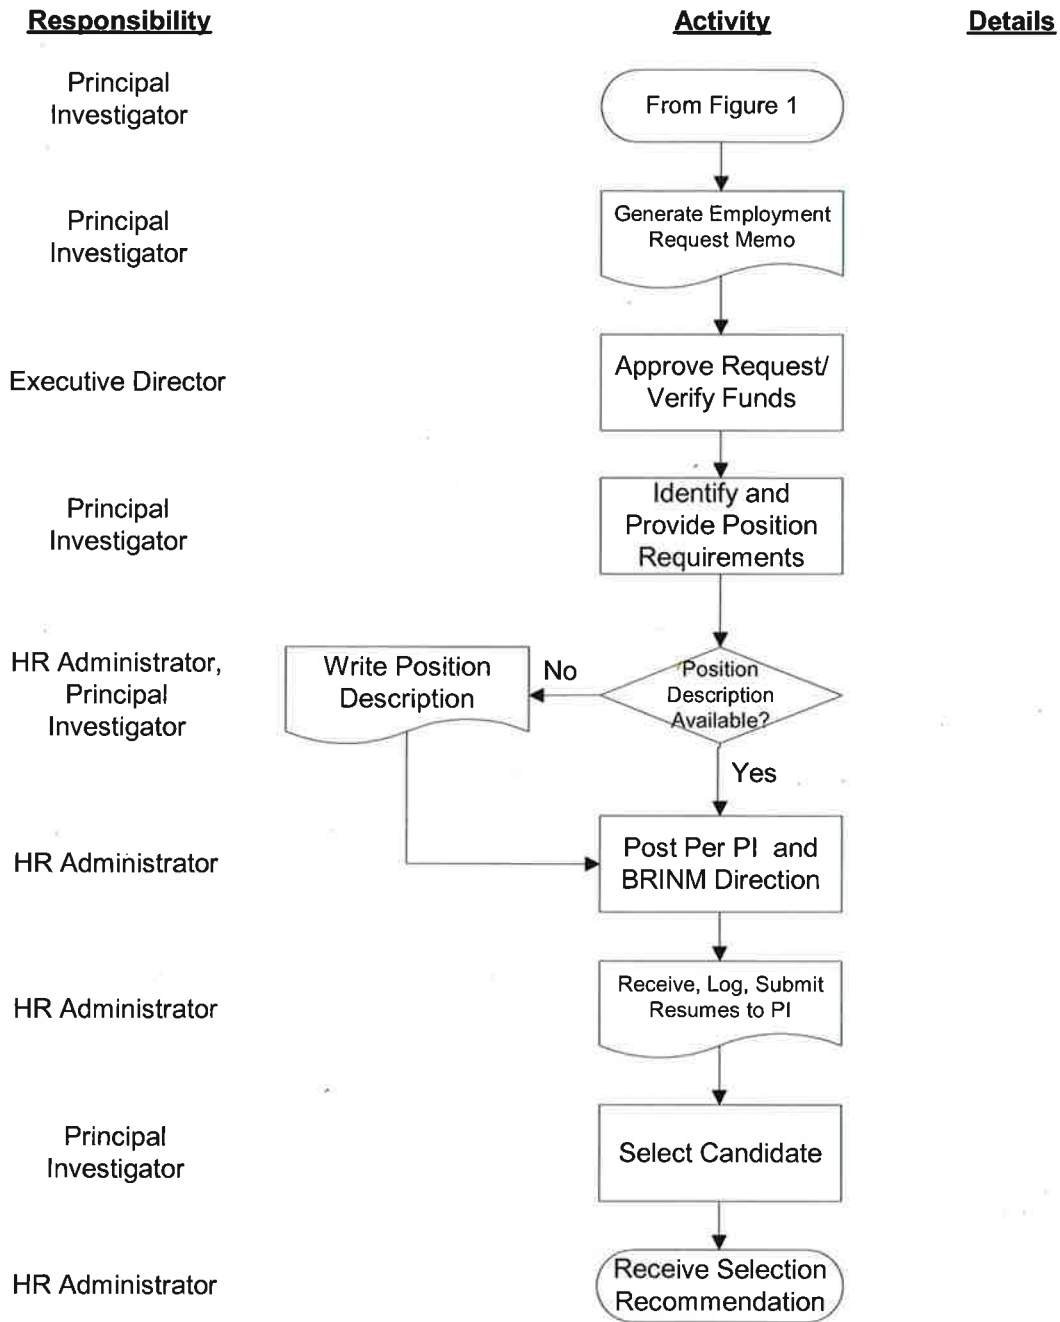 Responsibility
Activity
Details
Principal
Investigator
From Figure 1
Principal
Investigator
Generate Employment
Request Memo
Executive Director
Approve Request/
Verify Funds
Principal
Investigator
Identify and
Provide Position
Requirements
HR Administrator,
Principal
Investigator
Write Position
Description
No
Position
Description
Available?
Yes
HR Administrator
Post Per PI and
BRINM Direction
HR Administrator
Receive, Log, Submit
Resumes to PI
Principal
Investigator
Select Candidate
HR Administrator
Receive Selection
Recommendation